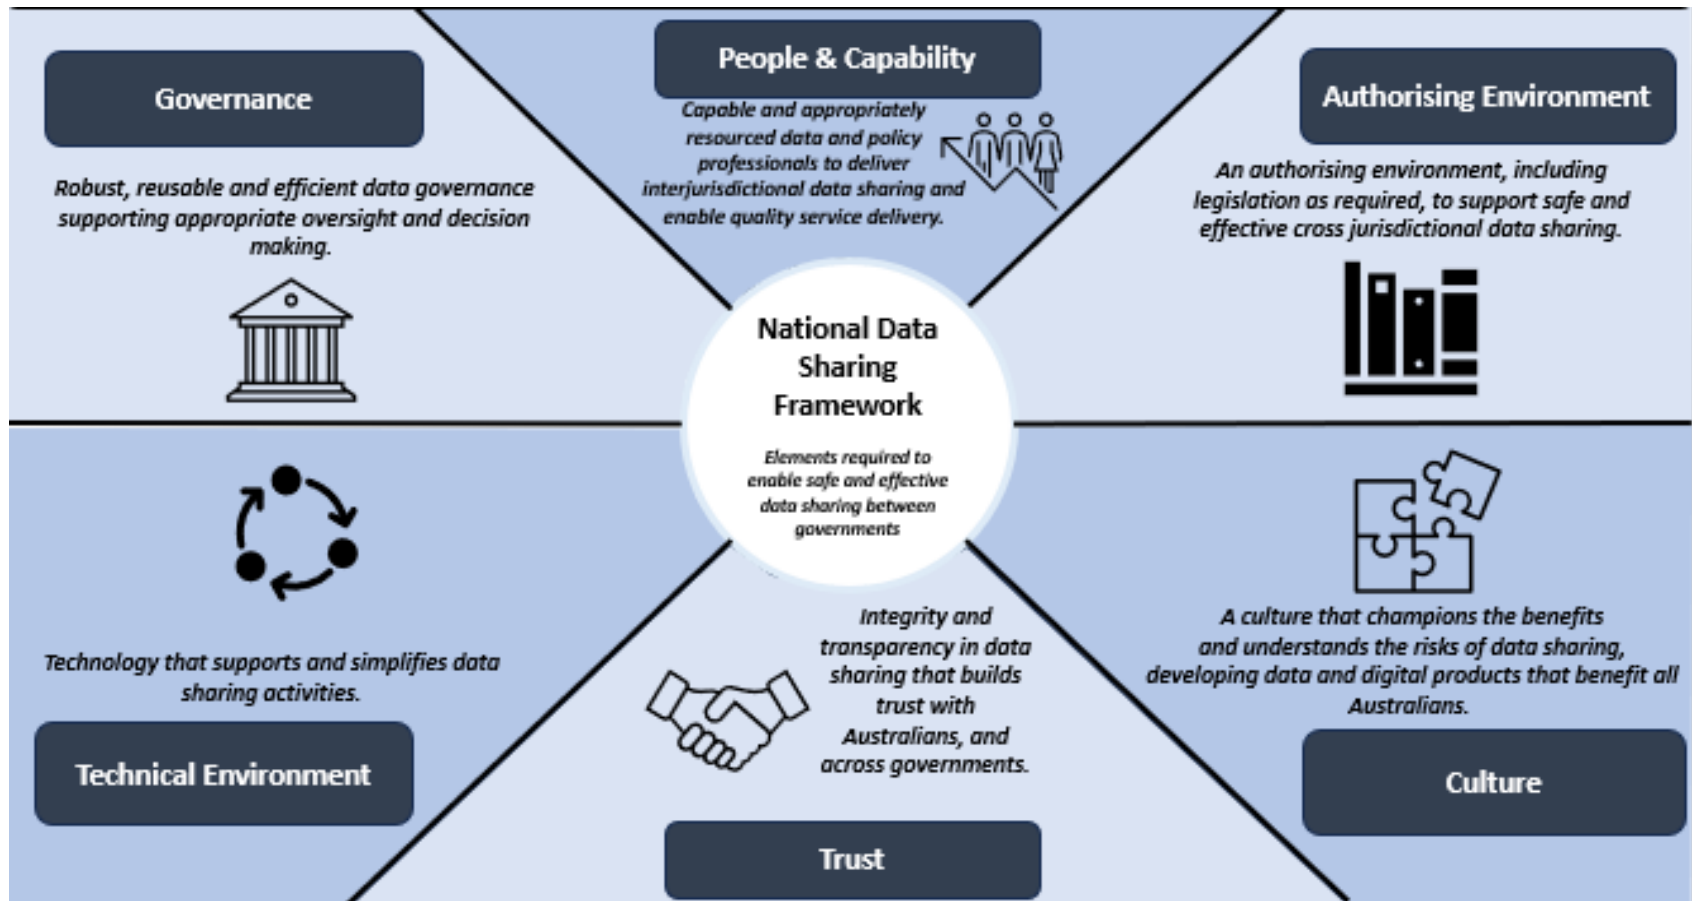 Governance
Robust, reusable and efficient data governance
supporting appropriate oversight and decision
making.
People & Capability
Capable and appropriately
resourced data and policy
professionals to deliver
interjurisdictional data sharing and
enable quality service delivery.
Authorising Environment
An authorising environment, including
legislation as required, to support safe and
effective cross jurisdictional data sharing.
National Data
Sharing
Framework
Elements required to
enable safe and effective
data sharing between
governments
Technology that supports and simplifies data
sharing activities.
Technical Environment
Integrity and
transparency in data
sharing that builds
trust with
Australians, and
across governments.
Trust
A culture that champions the benefits
and understands the risks of data sharing,
developing data and digital products that benefit all
Australians.
Culture